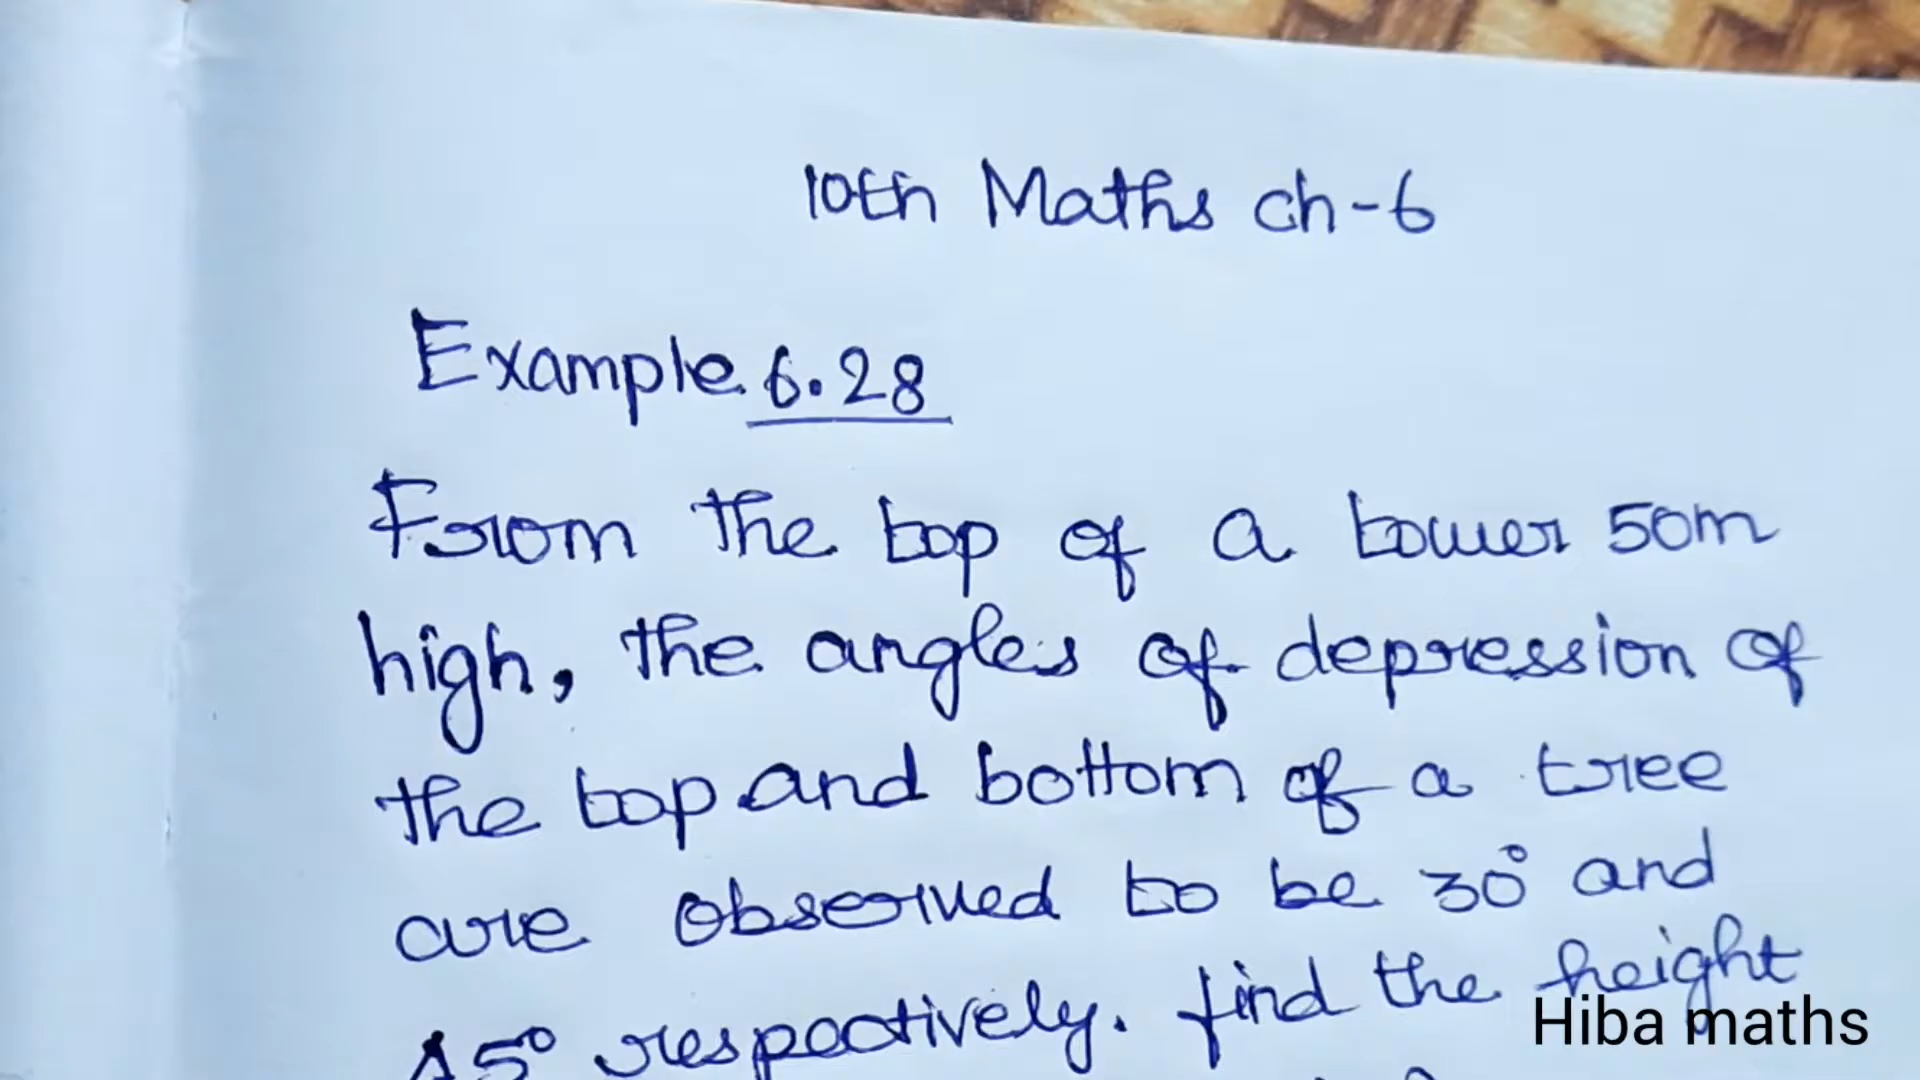 10th Maths ch-6
Example 6.28
From the top of a tower 50m
high, the angles of depression of
the top and bottom of a tree
are observed to be 30° and
45° respectively. find the height
Hiba maths